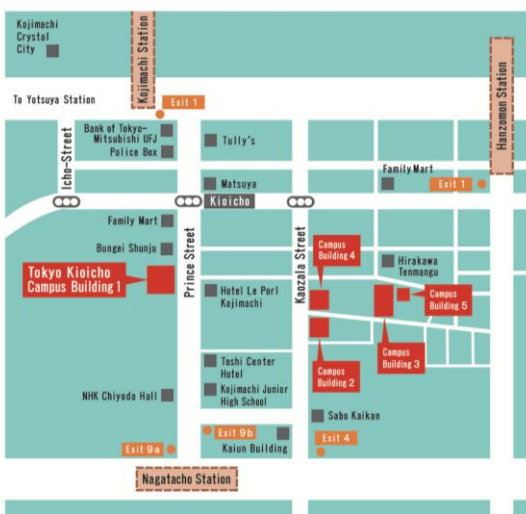 Kojimachi
Crystal
City
Kojimachi Station
Hanzomon Station
To Yotsuya Station
Exit 1
Icho-Street
Bank of Tokyo-
Mitsubishi UFJ
Police Box
Tully's
Prince Street
Matsuya
Kioicho
Family Mart
Exit 1
Family Mart
Bungei Shunju
Tokyo Kioicho
Campus Building 1
Hotel Le Porl
Kojimachi
Kaozala Street
Campus
Building 4
Hirakawa
Tenmangu
Campus
Building 5
Campus
Building 2
Campus
Building 3
Toshi Center
Hotel
Kojimachi Junior
High School
NHK Chiyoda Hall
Sabo Kaikan
Exit 9a
Exit 9b
Kaiun Building
Exit 4
Nagatacho Station